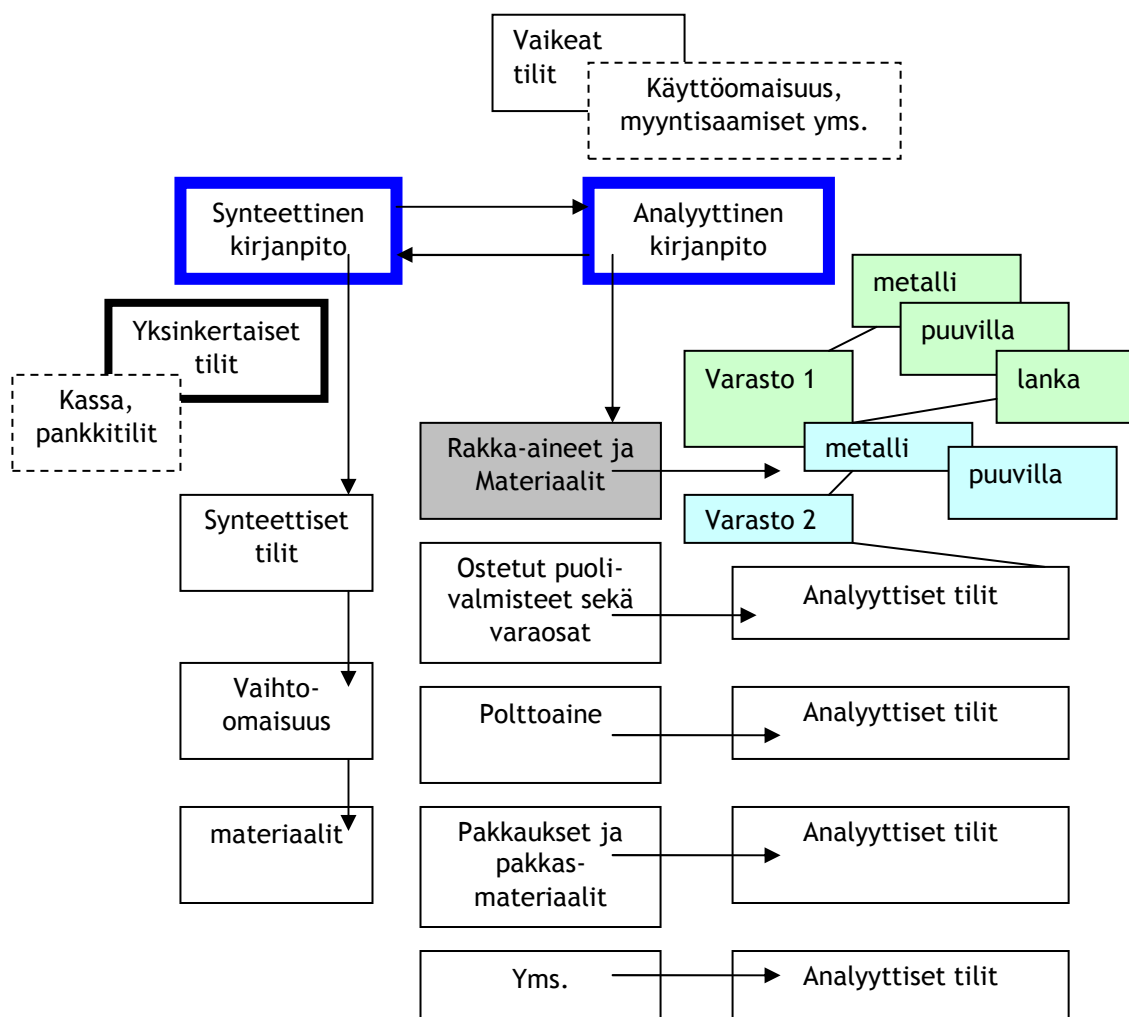 Vaikeat
tilit
Käyttöomaisuus,
myyntisaamiset yms.
Synteettinen
kirjanpito
Analyyttinen
kirjanpito
metalli
puuvilla
lanka
Varasto 1
Yksinkertaiset
tilit
Kassa,
pankkitilit
Rakka-aineet ja
Materiaalit
metalli
puuvilla
Varasto 2
Synteettiset
tilit
Ostetut puoli-
valmisteet sekä
varaosat
Analyyttiset tilit
Vaihto-
omaisuus
Polttoaine
Analyyttiset tilit
materiaalit
Pakkaukset ja
pakkas-
materiaalit
Analyyttiset tilit
Yms.
Analyyttiset tilit